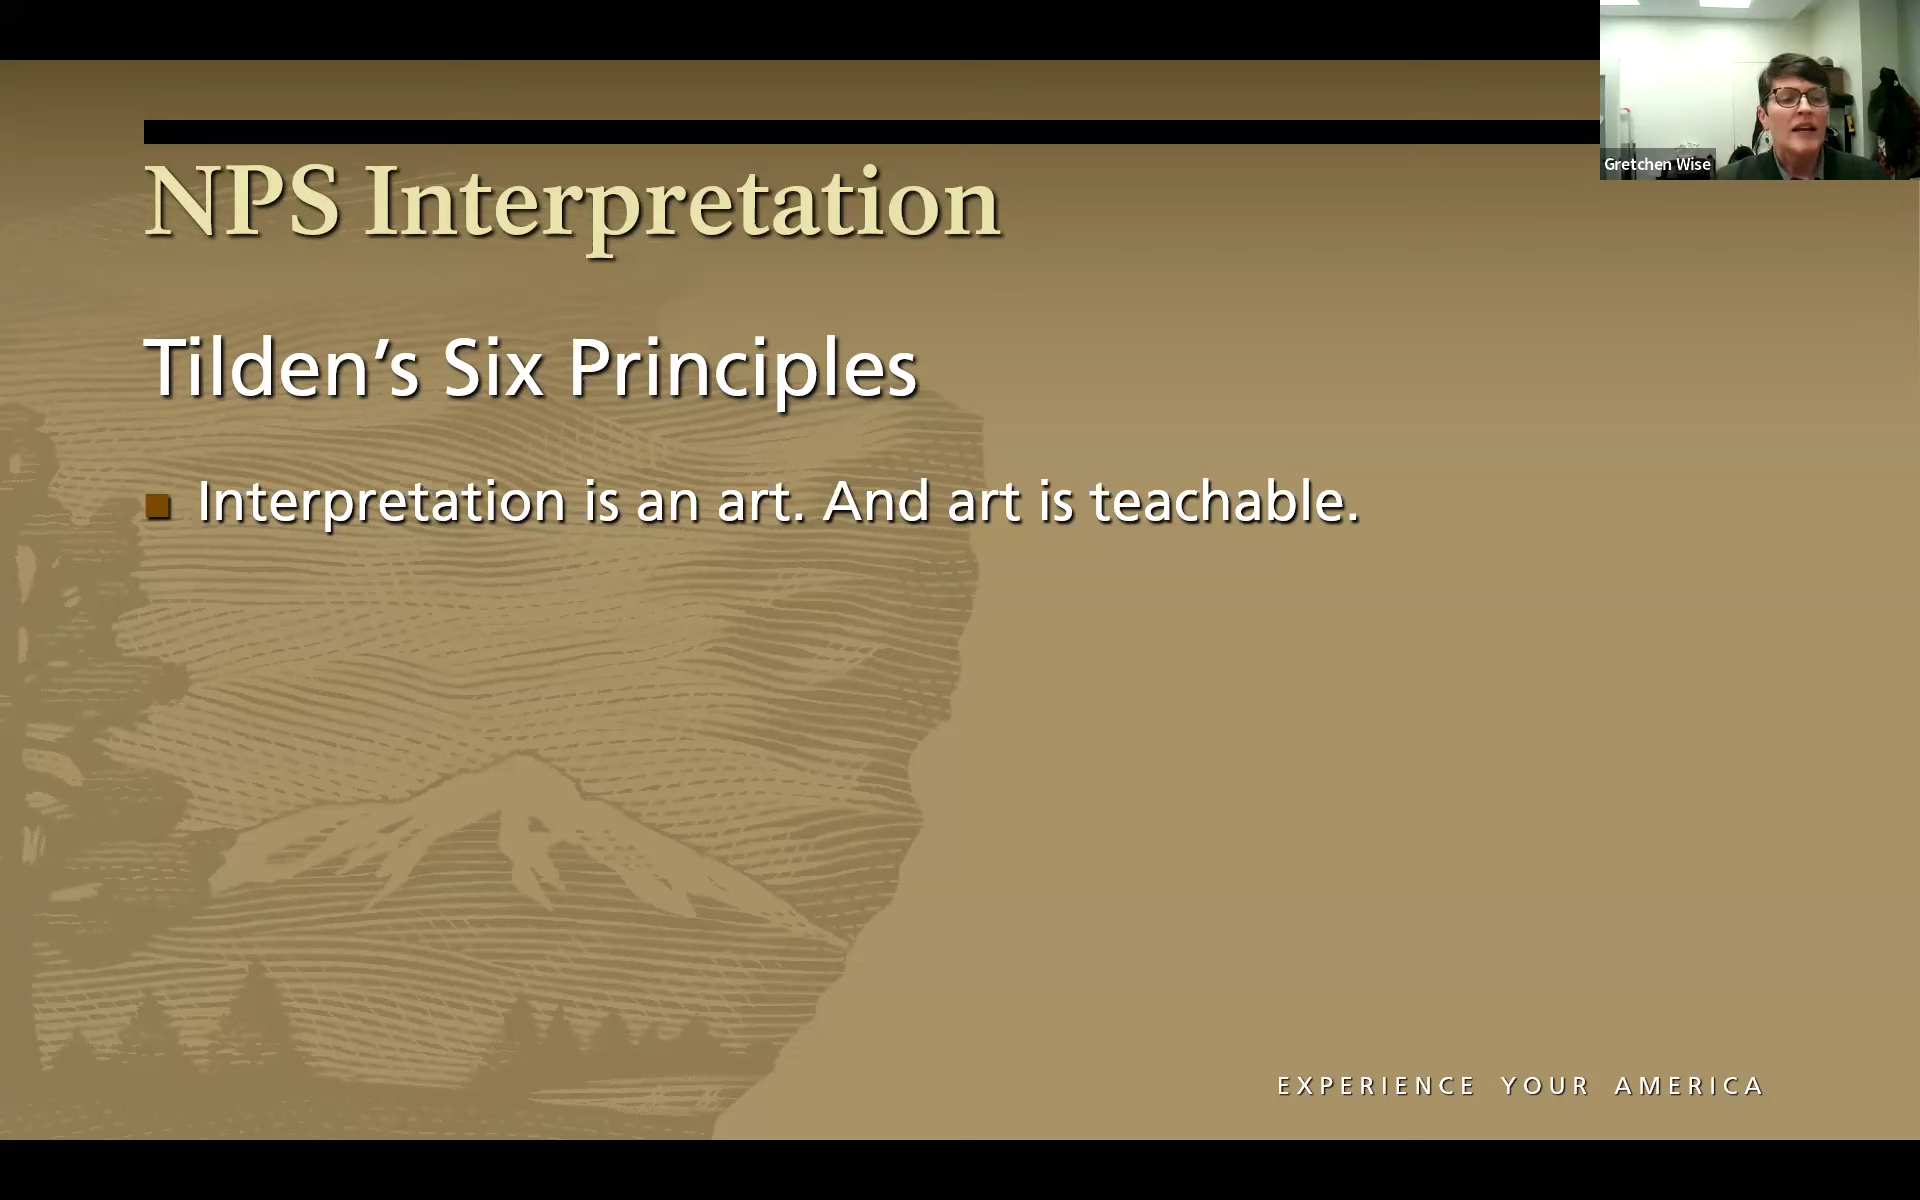 Gretchen Wise
NPS Interpretation
Tilden’s Six Principles
Interpretation is an art. And art is teachable.
EXPERIENCE YOUR AMERICA